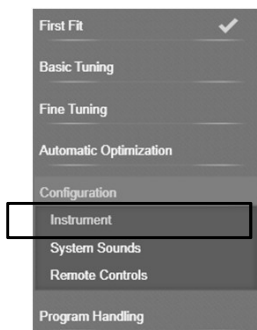 First Fit
Basic Tuning
Fine Tuning
Automatic Optimization
Configuration
Instrument
System Sounds
Remote Controls
Program Handling